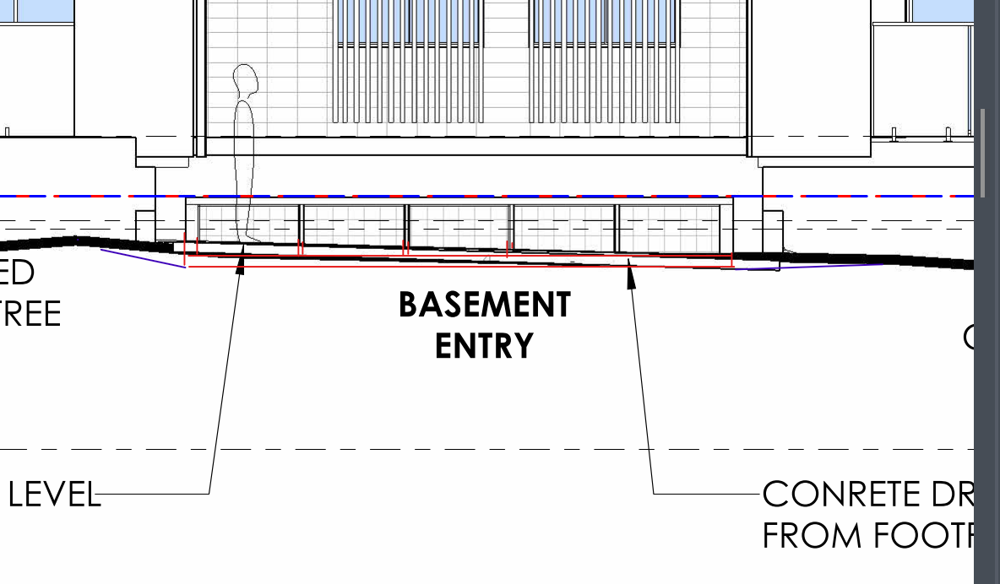 ED
TREE
BASEMENT
ENTRY
LEVEL
CONRETE DR
FROM FOOT